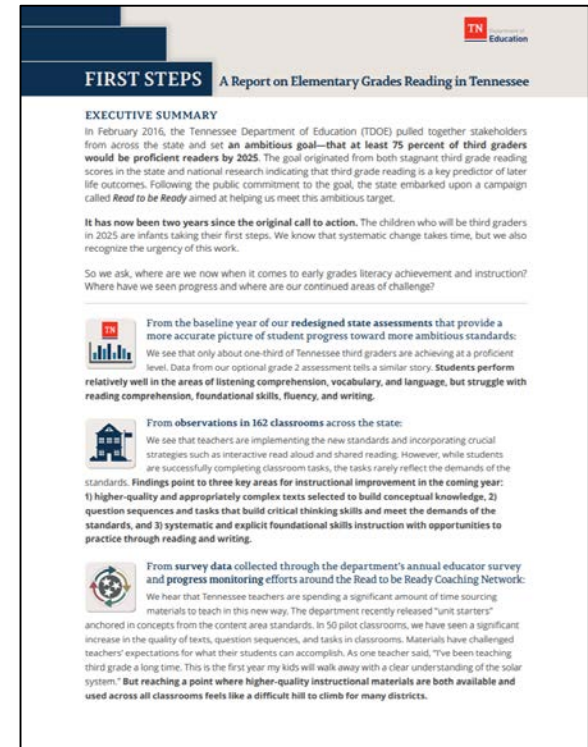 TN
Department of
Education
FIRST STEPS
A Report on Elementary Grades Reading in Tennessee
EXECUTIVE SUMMARY
In February 2016, the Tennessee Department of Education (TDOE) pulled together stakeholders
from across the state and set an ambitious goal—that at least 75 percent of third graders
would be proficient readers by 2025. The goal originated from both stagnant third grade reading
scores in the state and national research indicating that third grade reading is a key predictor of later
life outcomes. Following the public commitment to the goal, the state embarked upon a campaign
called Read to be Ready aimed at helping us meet this ambitious target.
It has now been two years since the original call to action. The children who will be third graders
in 2025 are infants taking their first steps. We know that systematic change takes time, but we also
recognize the urgency of this work.
So we ask, where are we now when it comes to early grades literacy achievement and instruction?
Where have we seen progress and where are our continued areas of challenge?
TN
From the baseline year of our redesigned state assessments that provide a
more accurate picture of student progress toward more ambitious standards:
We see that only about one-third of Tennessee third graders are achieving at a proficient
level. Data from our optional grade 2 assessment tells a similar story. Students perform
relatively well in the areas of listening comprehension, vocabulary, and language, but struggle with
reading comprehension, foundational skills, fluency, and writing.
From observations in 162 classrooms across the state:
We see that teachers are implementing the new standards and incorporating crucial
strategies such as interactive read aloud and shared reading. However, while students
are successfully completing classroom tasks, the tasks rarely reflect the demands of the
standards. Findings point to three key areas for instructional improvement in the coming year:
1) higher-quality and appropriately complex texts selected to build conceptual knowledge, 2)
question sequences and tasks that build critical thinking skills and meet the demands of the
standards, and 3) systematic and explicit foundational skills instruction with opportunities to
practice through reading and writing.
From survey data collected through the department's annual educator survey
and progress monitoring efforts around the Read to be Ready Coaching Network:
We hear that Tennessee teachers are spending a significant amount of time sourcing
materials to teach in this new way. The department recently released "unit starters"
anchored in concepts from the content area standards. In 50 pilot classrooms, we have seen a significant
increase in the quality of texts, question sequences, and tasks in classrooms. Materials have challenged
teachers' expectations for what their students can accomplish. As one teacher said, "I've been teaching
third grade a long time. This is the first year my kids will walk away with a clear understanding of the solar
system." But reaching a point where higher-quality instructional materials are both available and
used across all classrooms feels like a difficult hill to climb for many districts.